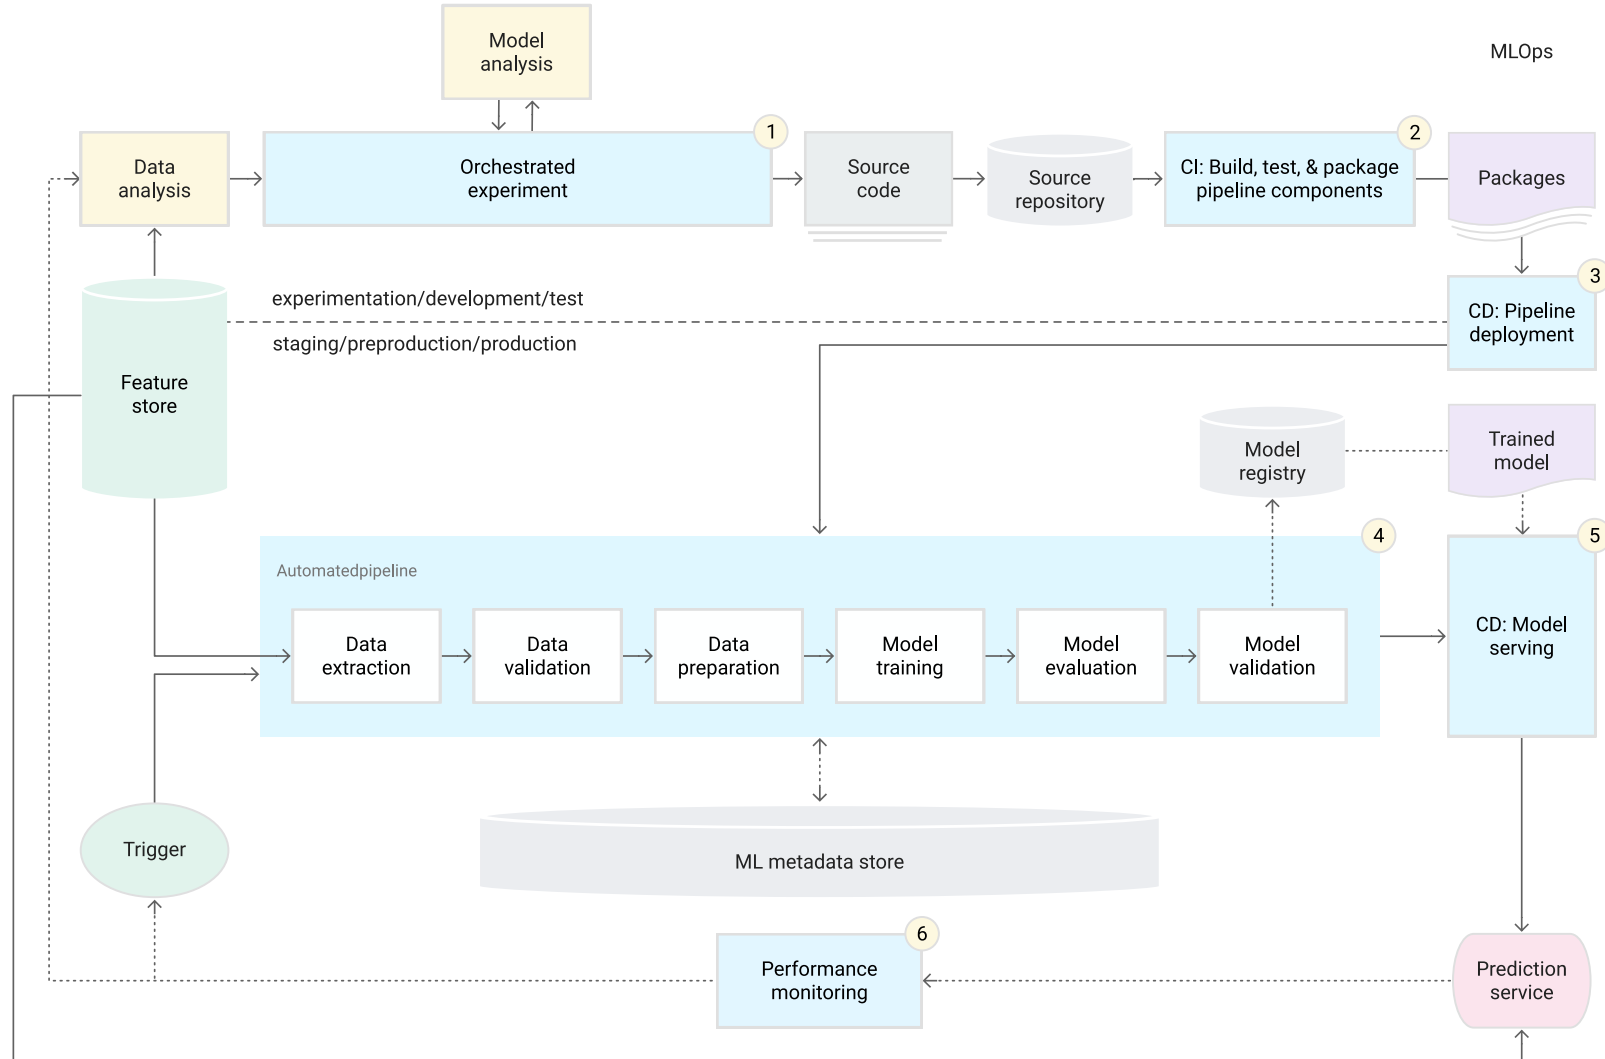 Model
analysis
MLOps
1
2
Data
analysis
Orchestrated
experiment
Source
code
Source
repository
CI: Build, test, & package
pipeline components
Packages
3
experimentation/development/test
CD: Pipeline
deployment
staging/preproduction/production
Feature
store
Model
registry
Trained
model
4
5
Automatedpipeline
Data
extraction
Data
validation
Data
preparation
Model
training
Model
evaluation
Model
validation
CD: Model
serving
Trigger
ML metadata store
6
Performance
monitoring
Prediction
service